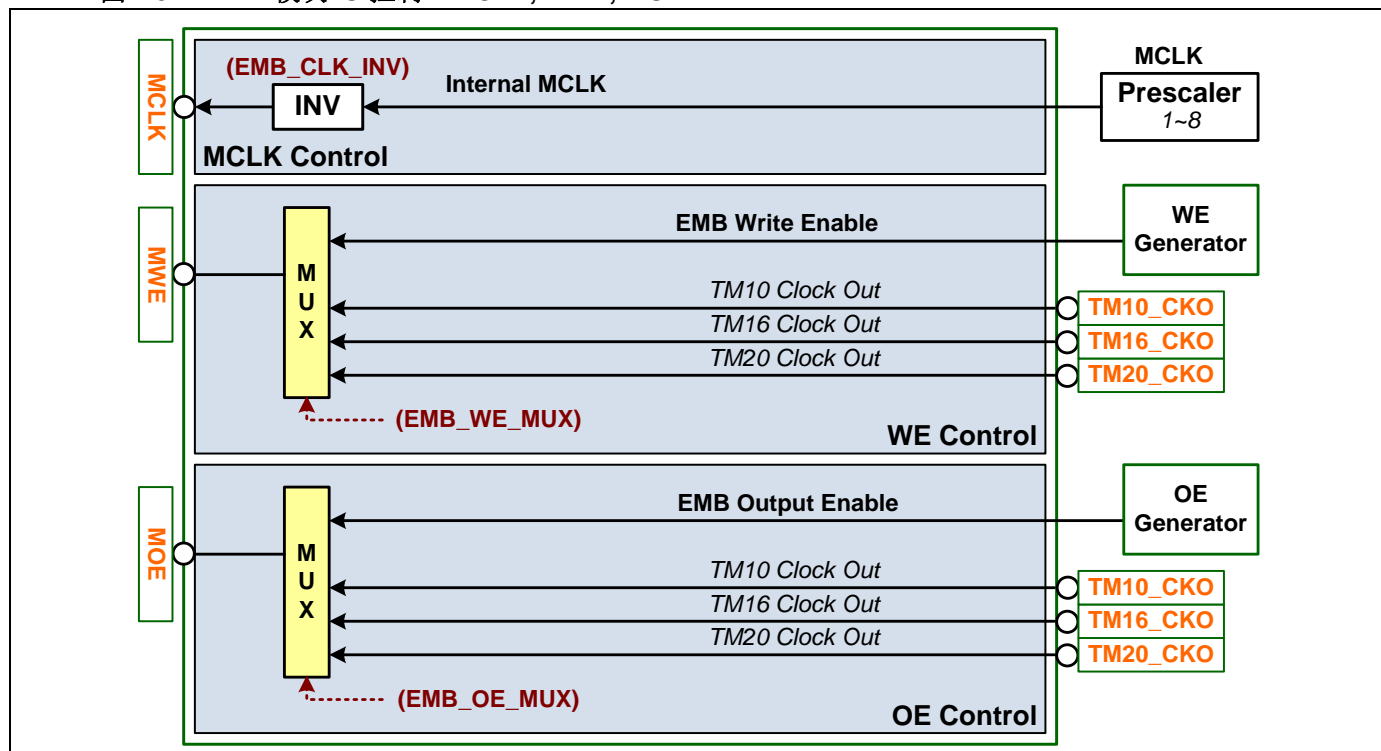 MCLK
(EMB_CLK_INV)
INV
Internal MCLK
MCLK
Prescaler
1~8
MCLK Control
MWE
MUX
EMB Write Enable
WE
Generator
TM10 Clock Out
TM10_CKO
TM16 Clock Out
TM16_CKO
TM20 Clock Out
TM20_CKO
(EMB_WE_MUX)
WE Control
MOE
MUX
EMB Output Enable
OE
Generator
TM10 Clock Out
TM10_CKO
TM16 Clock Out
TM16_CKO
TM20 Clock Out
TM20_CKO
(EMB_OE_MUX)
OE Control